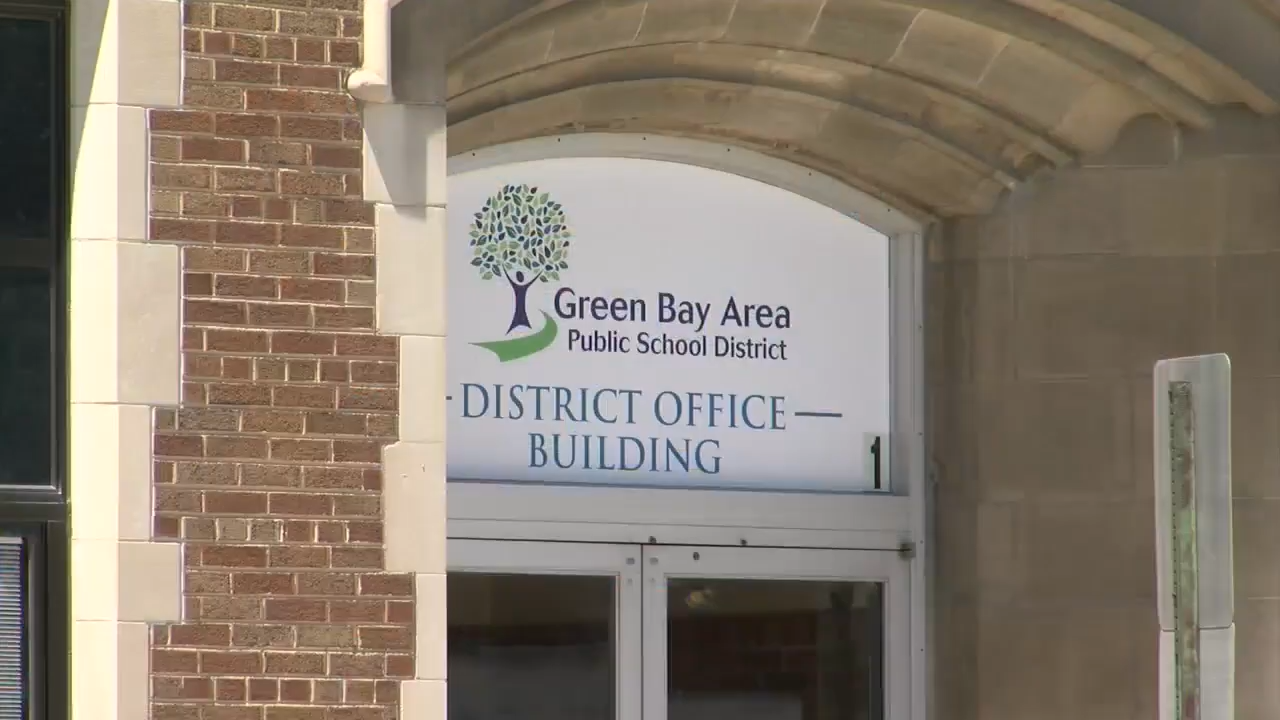 Green Bay Area
Public School District
DISTRICT OFFICE
BUILDING
1